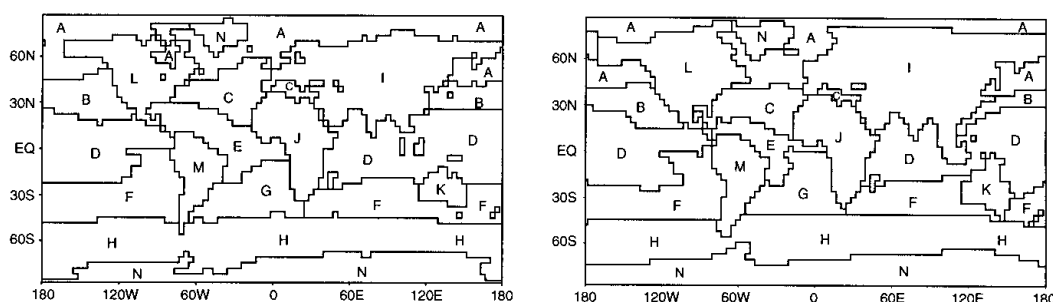 A N A A
60N A
L I A
30N B C C B
J
EQ D E D D
M
30S F G F K F
60S H H H
N N
180 120W 60W 0 60E 120E 180
A N A A
60N
L I
A A
30N B C C B
J
EQ D E D D
M
30S F G F K F
60S H H H
N N
180 120W 60W 0 60E 120E 180